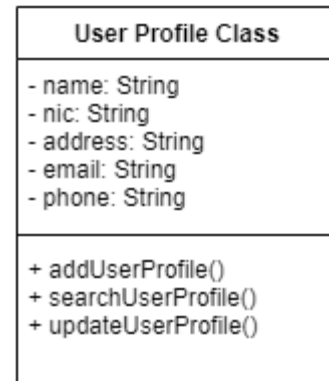 User Profile Class
- name: String
- nic: String
- address: String
- email: String
- phone: String
+ addUserProfile()
+ searchUserProfile()
+ updateUserProfile()